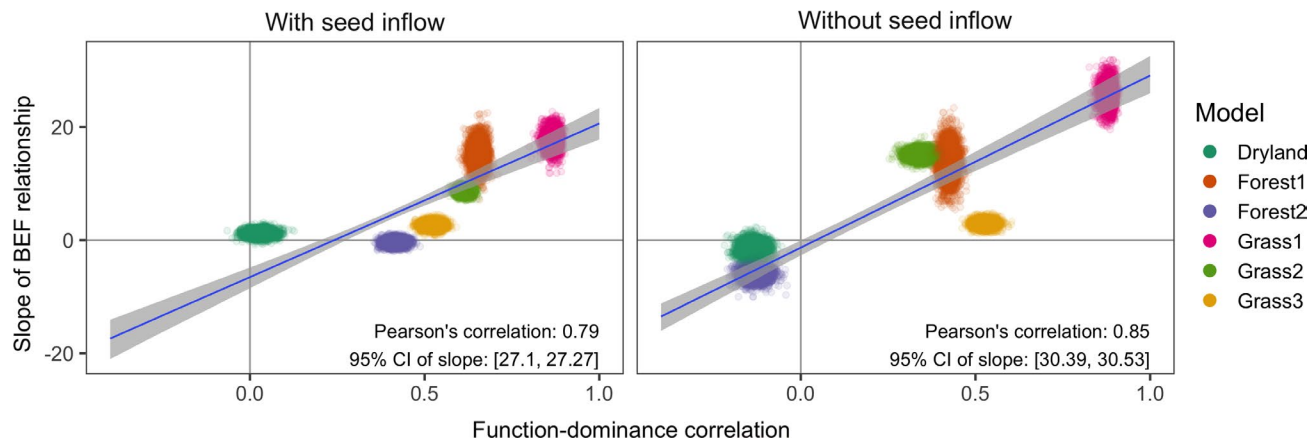 With seed inflow
Without seed inflow
Slope of BEF relationship
20
0
-20
Pearson's correlation: 0.79
95% CI of slope: [27.1, 27.27]
Pearson's correlation: 0.85
95% CI of slope: [30.39, 30.53]
0.0
0.5
1.0
0.0
0.5
1.0
Function-dominance correlation
Model
Dryland
Forest1
Forest2
Grass1
Grass2
Grass3